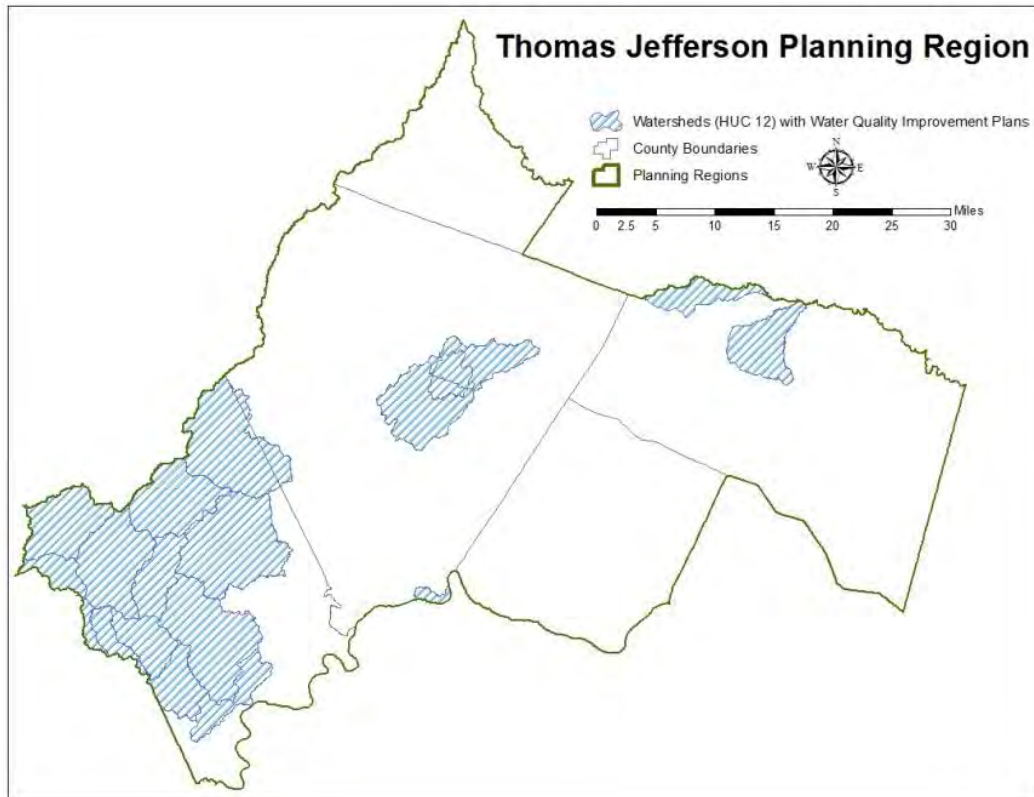 Thomas Jefferson Planning Region
Watersheds (HUC 12) with Water Quality Improvement Plans
County Boundaries
Planning Regions
N
W E
S
Miles
0 2.5 5 10 15 20 25 30